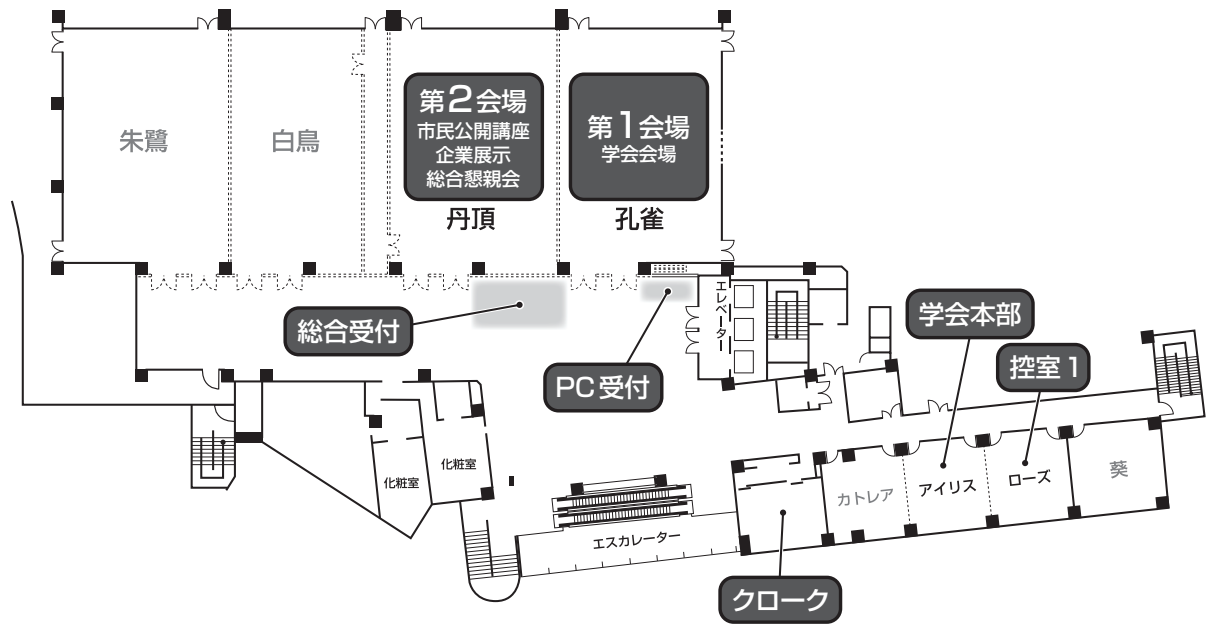 朱鷺
白鳥
第2会場
市民公開講座
企業展示
総合懇親会
丹頂
第1会場
学会会場
孔雀
総合受付
PC受付
エレベーター
学会本部
控室1
化粧室
化粧室
エスカレーター
カトレア
アイリス
ローズ
葵
クローク